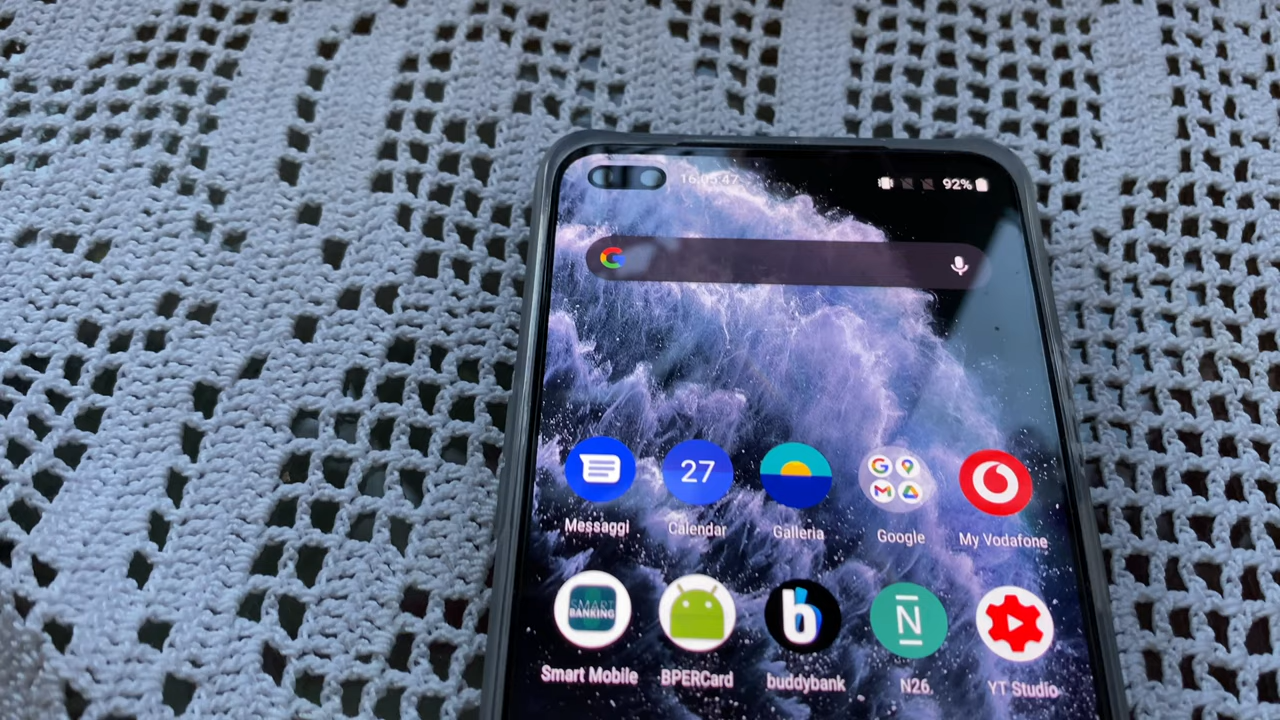 16:05:47 92%
G
27
Messaggi Calendar Galleria Google My Vodafone
SMART
BANKING
b N
Smart Mobile BPERCard buddybank N26 YT Studio